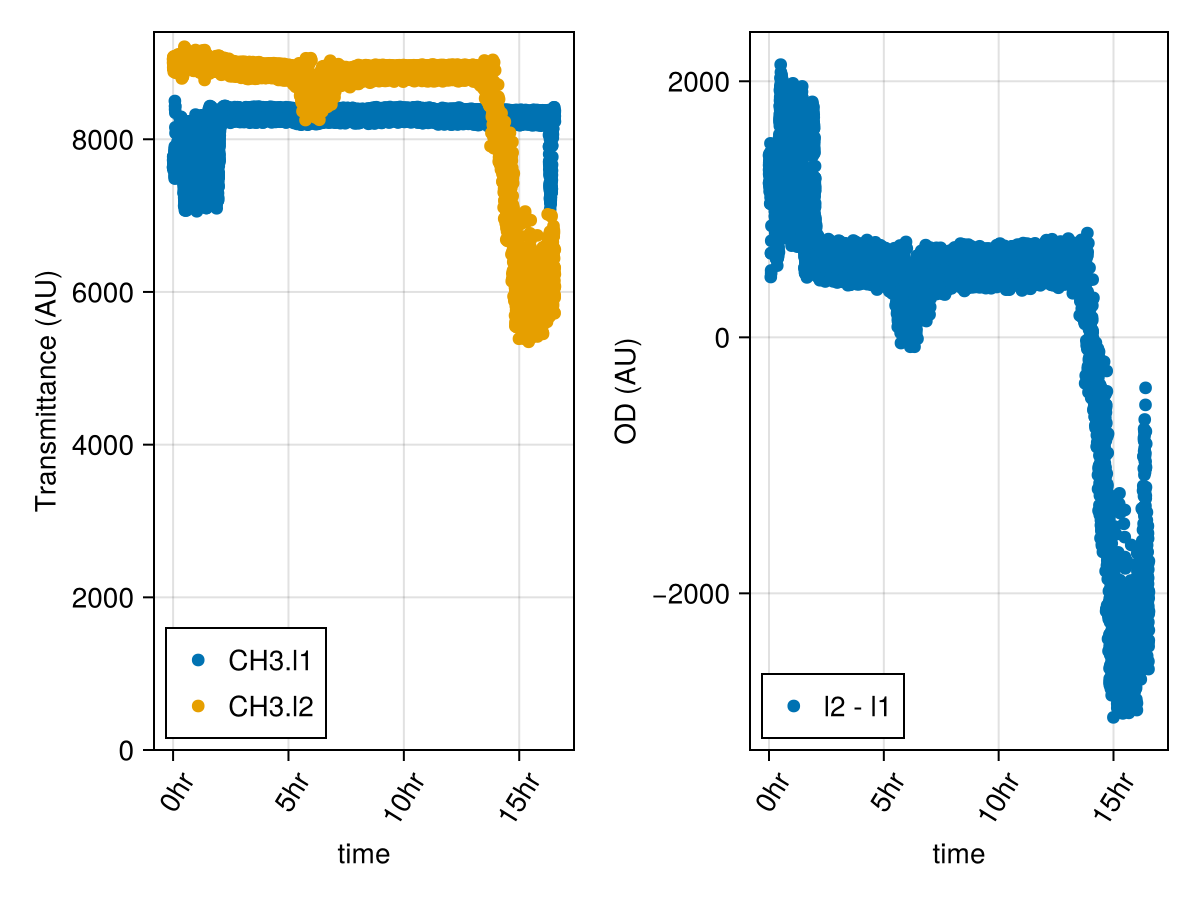 Transmittance (AU)
8000
6000
4000
2000
0
CH3.I1
CH3.I2
0hr
5hr
10hr
15hr
time
OD (AU)
2000
0
−2000
I2 - I1
0hr
5hr
10hr
15hr
time